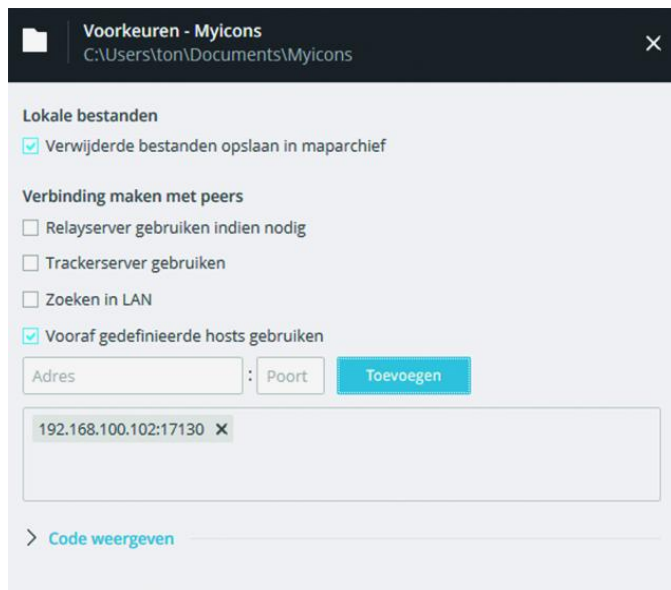 Voorkeuren - Myicons
C:\Users\ton\Documents\Myicons
Lokale bestanden
Verwijderde bestanden opslaan in maparchief
Verbinding maken met peers
Relayserver gebruiken indien nodig
Trackerserver gebruiken
Zoeken in LAN
Vooraf gedefinieerde hosts gebruiken
Adres : Poort Toevoegen
192.168.100.102:17130
Code weergeven